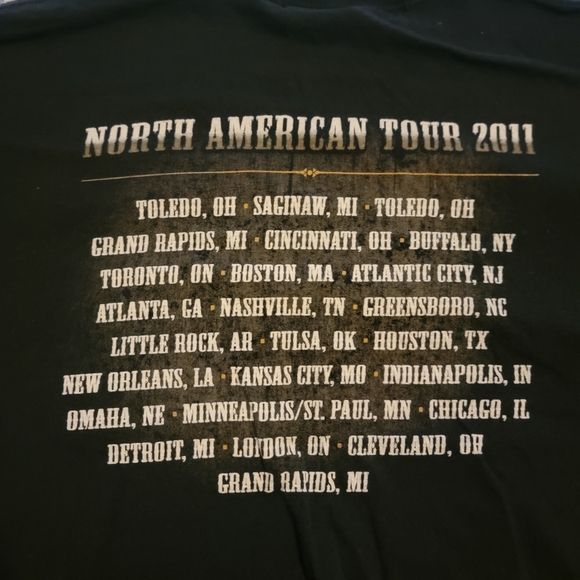 NORTH AMERICAN TOUR 2011
TOLEDO, OH · SAGINAW, MI · TOLEDO, OH
GRAND RAPIDS, MI · CINCINNATI, OH · BUFFALO, NY
TORONTO, ON · BOSTON, MA · ATLANTIC CITY, NJ
ATLANTA, GA · NASHVILLE, TN · GREENSBORO, NC
LITTLE ROCK, AR · TULSA, OK · HOUSTON, TX
NEW ORLEANS, LA · KANSAS CITY, MO · INDIANAPOLIS, IN
OMAHA, NE · MINNEAPOLIS/ST. PAUL, MN · CHICAGO, IL
DETROIT, MI · LONDON, ON · CLEVELAND, OH
GRAND RAPIDS, MI